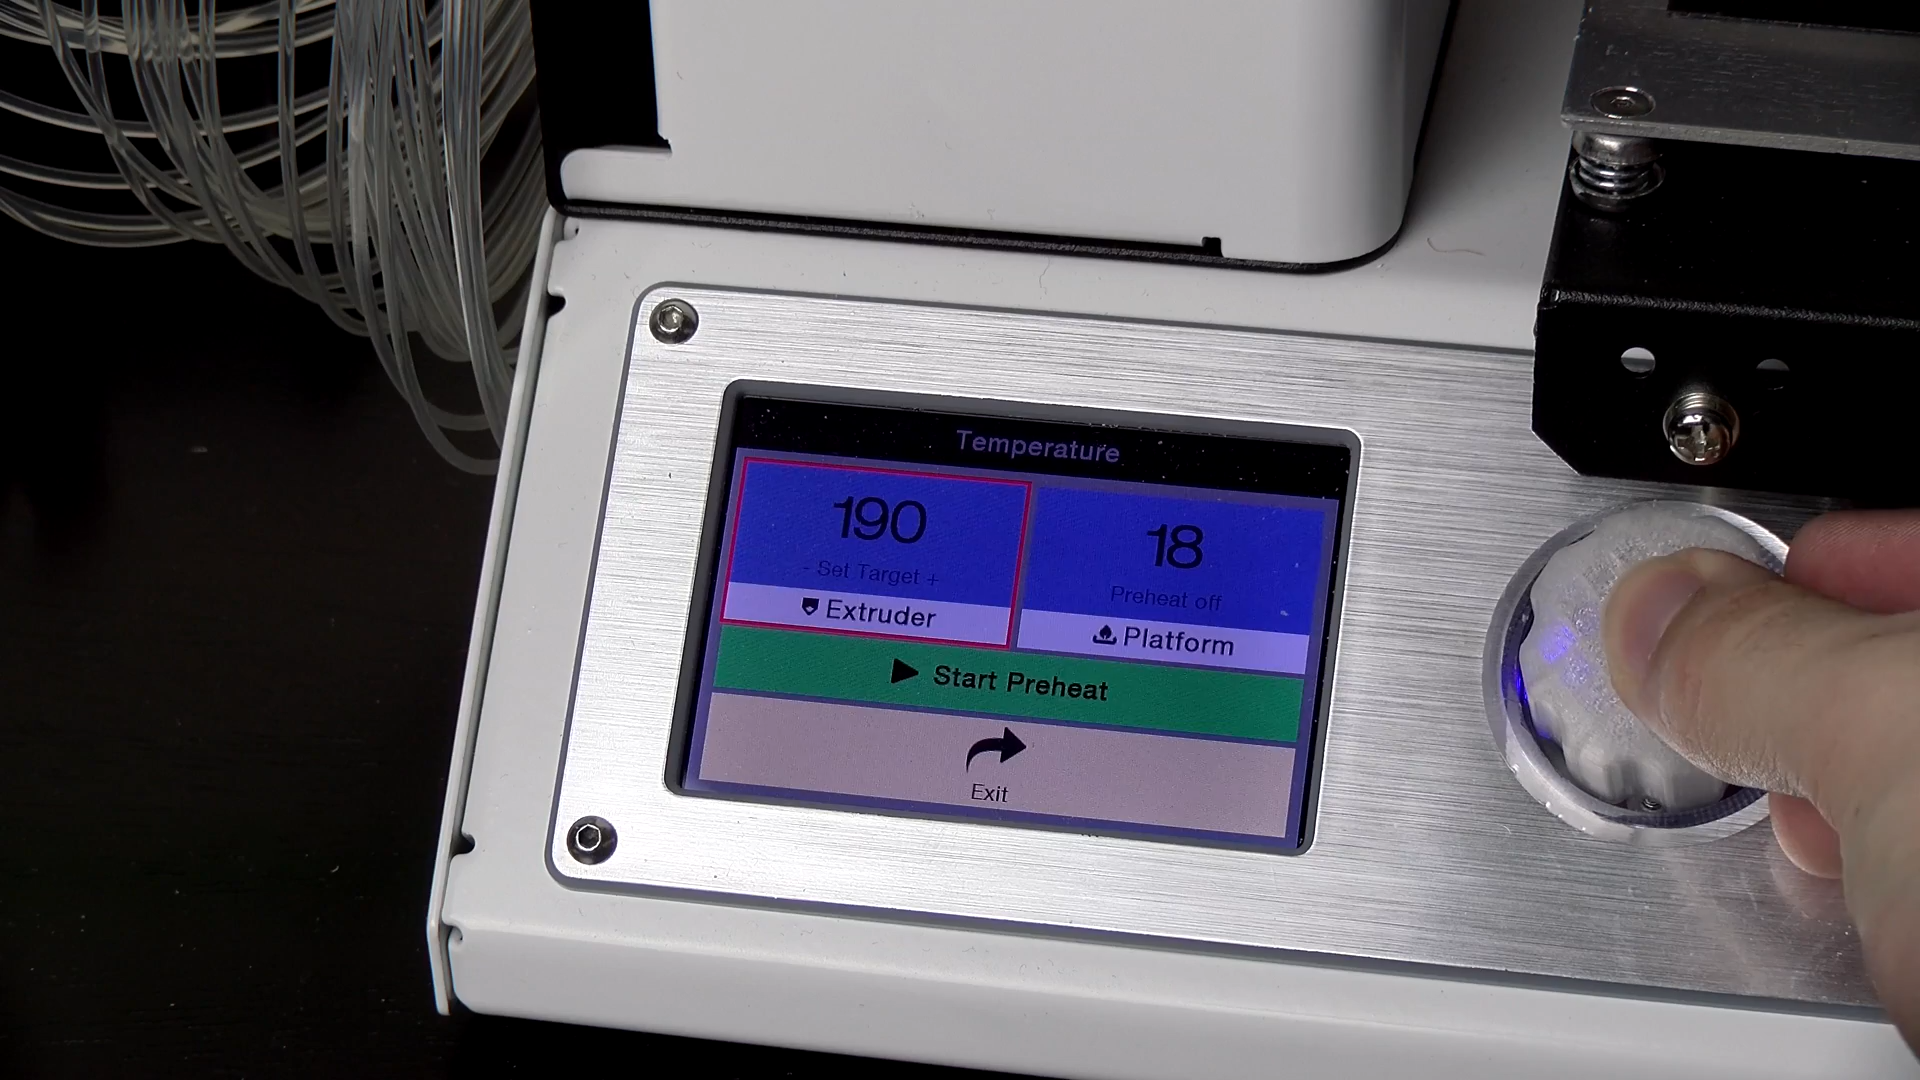 Temperature
190
- Set Target +
Extruder
18
Preheat off
Platform
Start Preheat
Exit